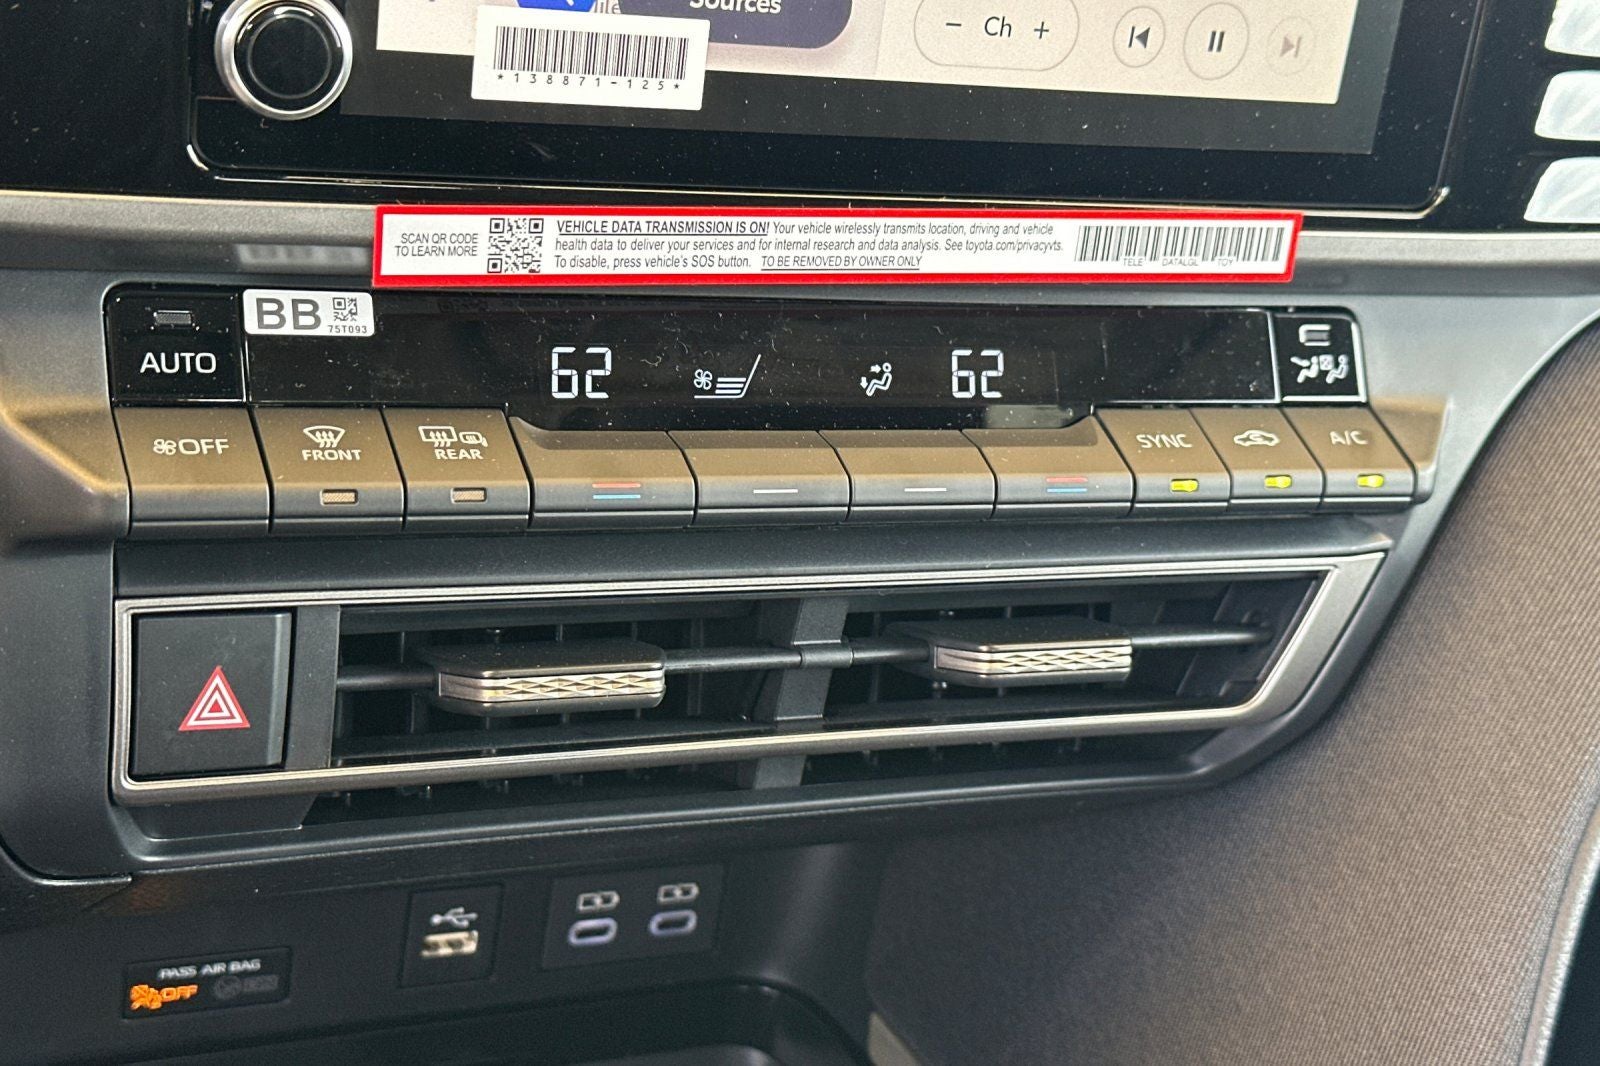 Sources
- Ch +
*138871-125*
SCAN QR CODE
TO LEARN MORE
VEHICLE DATA TRANSMISSION IS ON! Your vehicle wirelessly transmits location, driving and vehicle
health data to deliver your services and for internal research and data analysis. See toyota.com/privacyvts.
To disable, press vehicle's SOS button. TO BE REMOVED BY OWNER ONLY
TELE DATALGL TOY
BB
75T093
AUTO
62
62
OFF
FRONT
REAR
SYNC
A/C
PASS AIR BAG
OFF